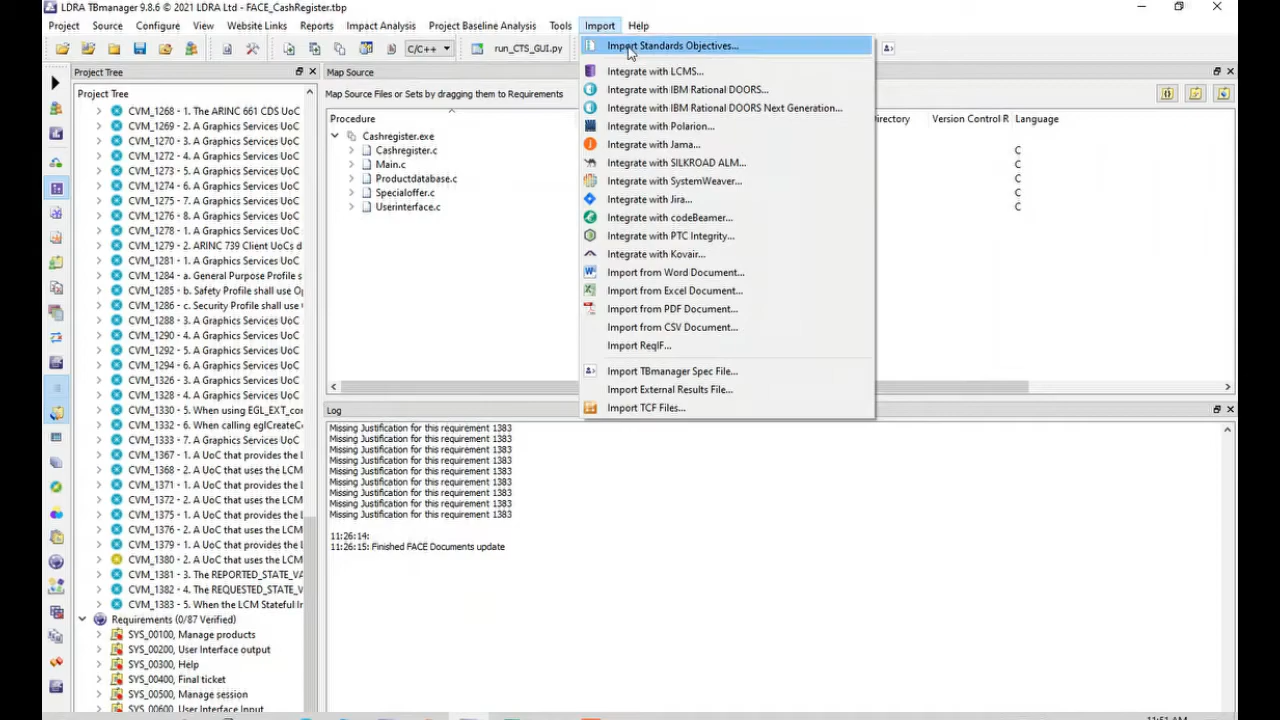 LDRA TBmanager 9.8.6 © 2021 LDRA Ltd - FACE_CashRegister.tbp
Project Source Configure View Website Links Reports Impact Analysis Project Baseline Analysis Tools Import Help
C/C++
run_CTS_GUI.py
Project Tree
Project Tree
CVM_1268 - 1. The ARINC 661 CDS UoC
CVM_1269 - 2. A Graphics Services UoC
CVM_1270 - 3. A Graphics Services UoC
CVM_1272 - 4. A Graphics Services UoC
CVM_1273 - 5. A Graphics Services UoC
CVM_1274 - 6. A Graphics Services UoC
CVM_1275 - 7. A Graphics Services UoC
CVM_1276 - 8. A Graphics Services UoC
CVM_1278 - 1. A Graphics Services UoC
CVM_1279 - 2. ARINC 739 Client UoCs d
CVM_1281 - 1. A Graphics Services UoC
CVM_1284 - a. General Purpose Profile s
CVM_1285 - b. Safety Profile shall use Op
CVM_1286 - c. Security Profile shall use
CVM_1288 - 3. A Graphics Services UoC
CVM_1290 - 4. A Graphics Services UoC
CVM_1292 - 5. A Graphics Services UoC
CVM_1294 - 6. A Graphics Services UoC
CVM_1326 - 3. A Graphics Services UoC
CVM_1328 - 4. A Graphics Services UoC
CVM_1330 - 5. When using EGL_EXT_cor
CVM_1332 - 6. When calling eglCreateCo
CVM_1333 - 7. A Graphics Services UoC
CVM_1367 - 1. A UoC that provides the l
CVM_1368 - 2. A UoC that uses the LCM
CVM_1371 - 1. A UoC that provides the l
CVM_1372 - 2. A UoC that uses the LCM
CVM_1375 - 1. A UoC that provides the l
CVM_1376 - 2. A UoC that uses the LCM
CVM_1379 - 1. A UoC that provides the l
CVM_1380 - 2. A UoC that uses the LCM
CVM_1381 - 3. The REPORTED_STATE_VA
CVM_1382 - 4. The REQUESTED_STATE_V
CVM_1383 - 5. When the LCM Stateful In
Requirements (0/87 Verified)
SYS_00100, Manage products
SYS_00200, User Interface output
SYS_00300, Help
SYS_00400, Final ticket
SYS_00500, Manage session
SYS_00600, User Interface Input
Map Source
Map Source Files or Sets by dragging them to Requirements
Procedure
Directory
Version Control R
Language
Cashregister.exe
Cashregister.c
C
Main.c
C
Productdatabase.c
C
Specialoffer.c
C
Userinterface.c
C
Import Standards Objectives...
Integrate with LCMS...
Integrate with IBM Rational DOORS...
Integrate with IBM Rational DOORS Next Generation...
Integrate with Polarion...
Integrate with Jama...
Integrate with SILKROAD ALM...
Integrate with SystemWeaver...
Integrate with Jira...
Integrate with codeBeamer...
Integrate with PTC Integrity...
Integrate with Kovair...
Import from Word Document...
Import from Excel Document...
Import from PDF Document...
Import from CSV Document...
Import ReqIF...
Import TBmanager Spec File...
Import External Results File...
Import TCF Files...
Log
Missing Justification for this requirement 1383
Missing Justification for this requirement 1383
Missing Justification for this requirement 1383
Missing Justification for this requirement 1383
Missing Justification for this requirement 1383
Missing Justification for this requirement 1383
Missing Justification for this requirement 1383
Missing Justification for this requirement 1383
Missing Justification for this requirement 1383
11:26:14:
11:26:15: Finished FACE Documents update
11:51 AM